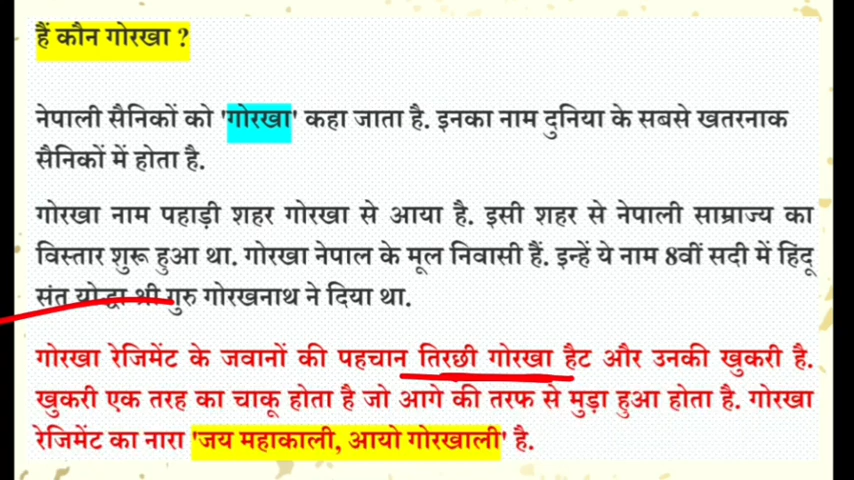 हैं कौन गोरखा ?
नेपाली सैनिकों को 'गोरखा' कहा जाता है. इनका नाम दुनिया के सबसे खतरनाक
सैनिकों में होता है.
गोरखा नाम पहाड़ी शहर गोरखा से आया है. इसी शहर से नेपाली साम्राज्य का
विस्तार शुरू हुआ था. गोरखा नेपाल के मूल निवासी हैं. इन्हें ये नाम 8वीं सदी में हिंदू
संत योद्धा श्री गुरु गोरखनाथ ने दिया था.
गोरखा रेजिमेंट के जवानों की पहचान तिरछी गोरखा हैट और उनकी खुकरी है.
खुकरी एक तरह का चाकू होता है जो आगे की तरफ से मुड़ा हुआ होता है. गोरखा
रेजिमेंट का नारा 'जय महाकाली, आयो गोरखाली' है.